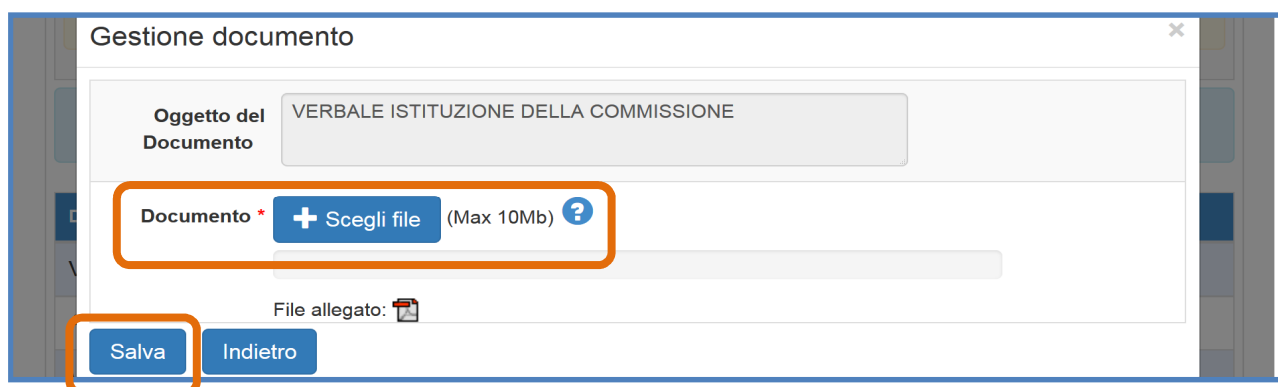 Gestione documento ×
Oggetto del
Documento
VERBALE ISTITUZIONE DELLA COMMISSIONE
Documento * + Scegli file (Max 10Mb) ?
File allegato:
Salva Indietro